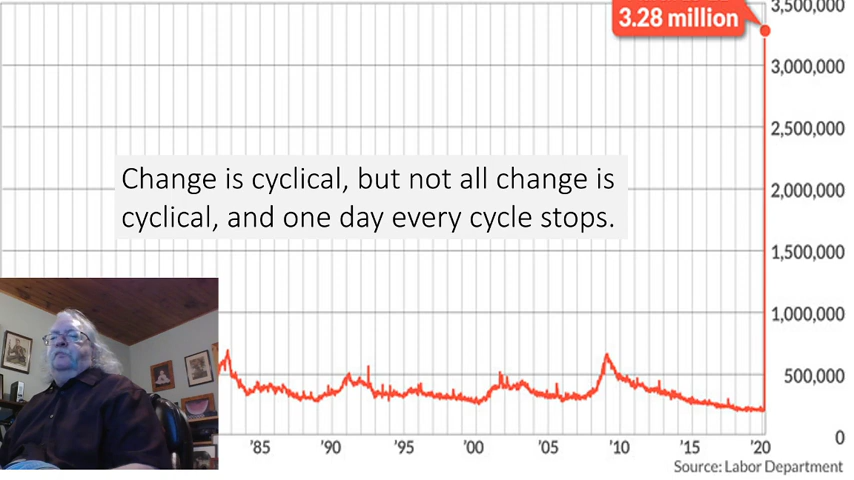 3.28 million
3,500,000
3,000,000
2,500,000
Change is cyclical, but not all change is
cyclical, and one day every cycle stops.
2,000,000
1,500,000
1,000,000
500,000
0
'85 '90 '95 '00 '05 '10 '15 '20
Source: Labor Department